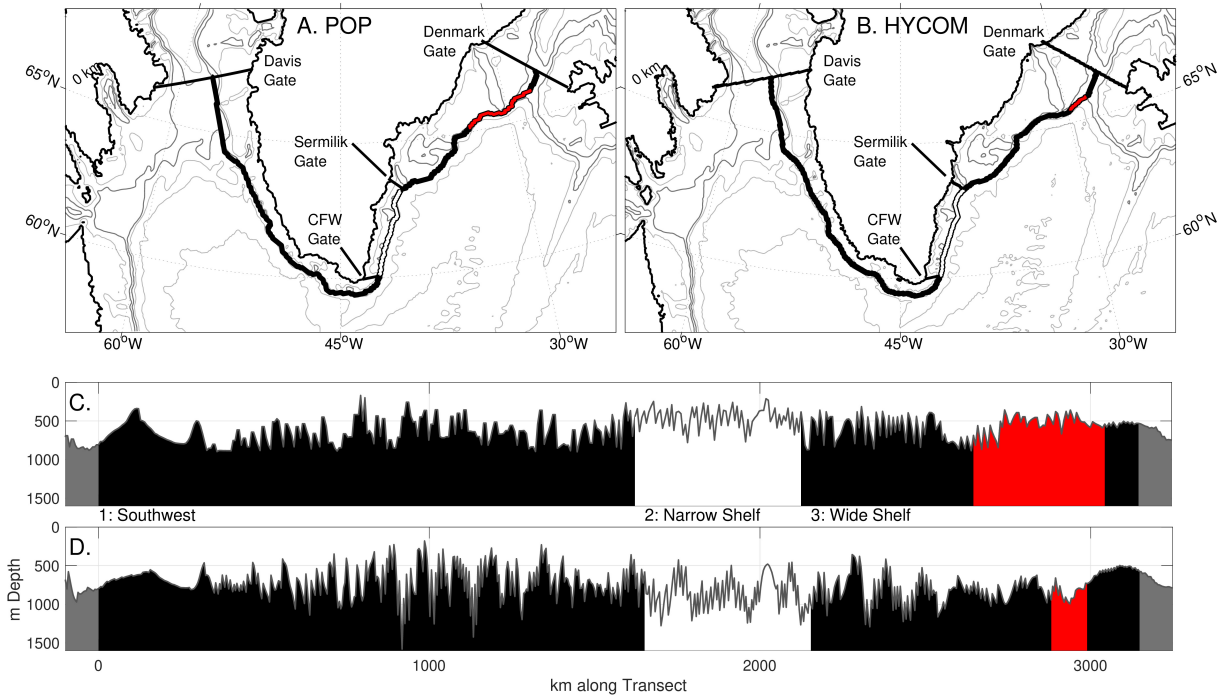 A. POP
Denmark
Gate
Davis
Gate
0 km
65°N
Sermilik
Gate
CFW
Gate
60°N
60°W
45°W
30°W
B. HYCOM
Denmark
Gate
Davis
Gate
0 km
65°N
Sermilik
Gate
CFW
Gate
60°N
60°W
45°W
30°W
0
C.
500
1000
1500
1: Southwest
2: Narrow Shelf
3: Wide Shelf
0
D.
500
1000
1500
m Depth
0
1000
2000
3000
km along Transect